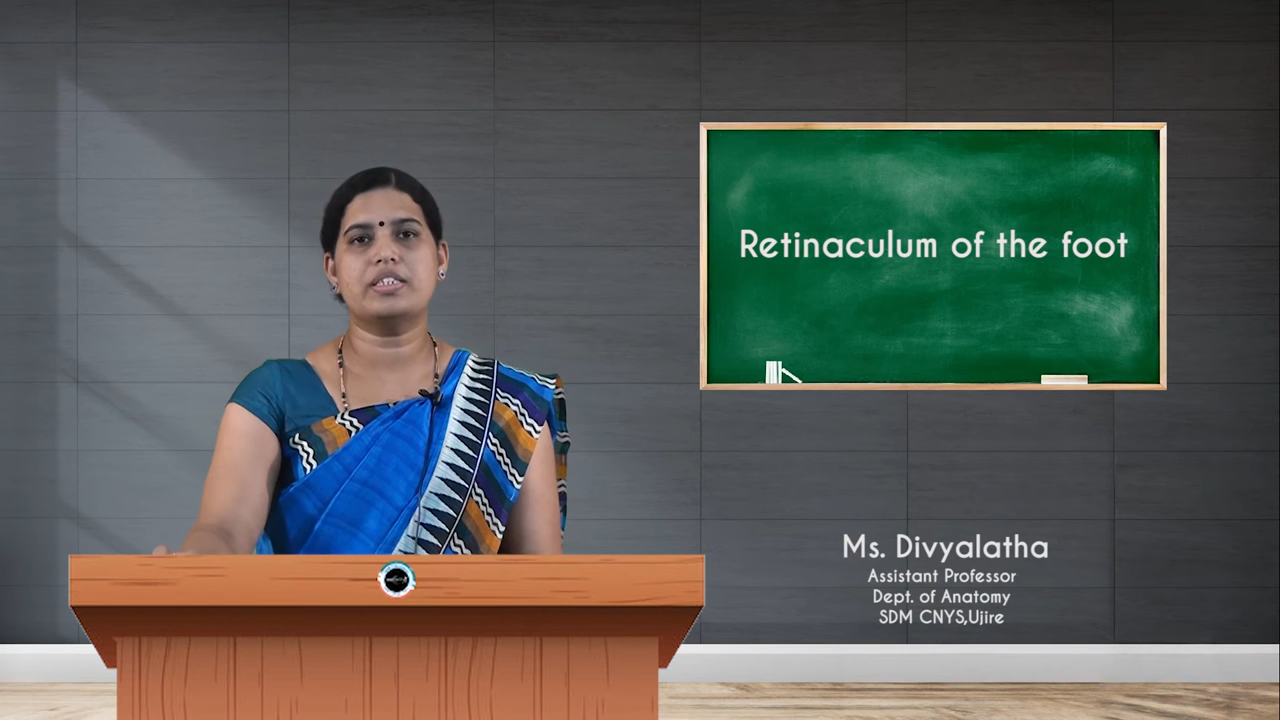 Retinaculum of the foot
Ms. Divyalatha
Assistant Professor
Dept. of Anatomy
SDM CNYS,Ujire